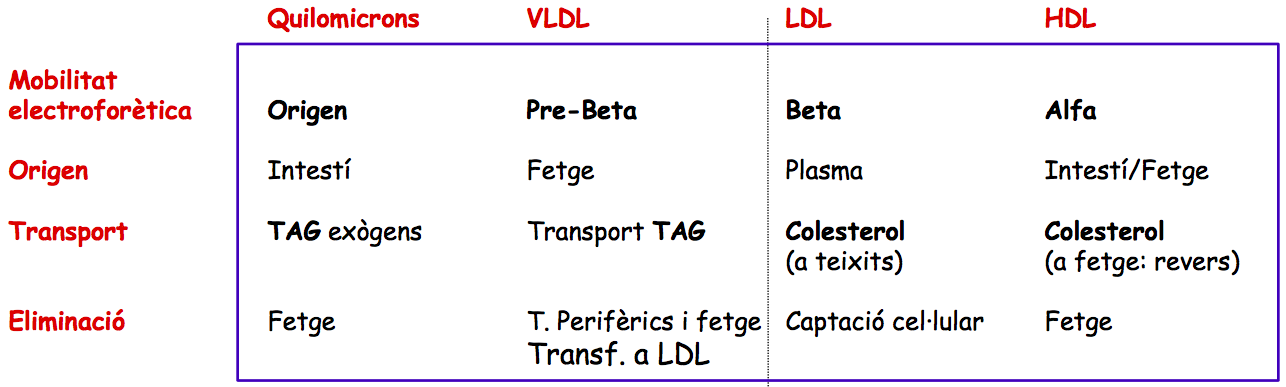 Quilomicrons VLDL LDL HDL
Mobilitat
electroforètica Origen Pre-Beta Beta Alfa
Origen Intestí Fetge Plasma Intestí/Fetge
Transport TAG exògens Transport TAG Colesterol Colesterol
(a teixits) (a fetge: revers)
Eliminació Fetge T. Perifèrics i fetge Captació cel·lular Fetge
Transf. a LDL